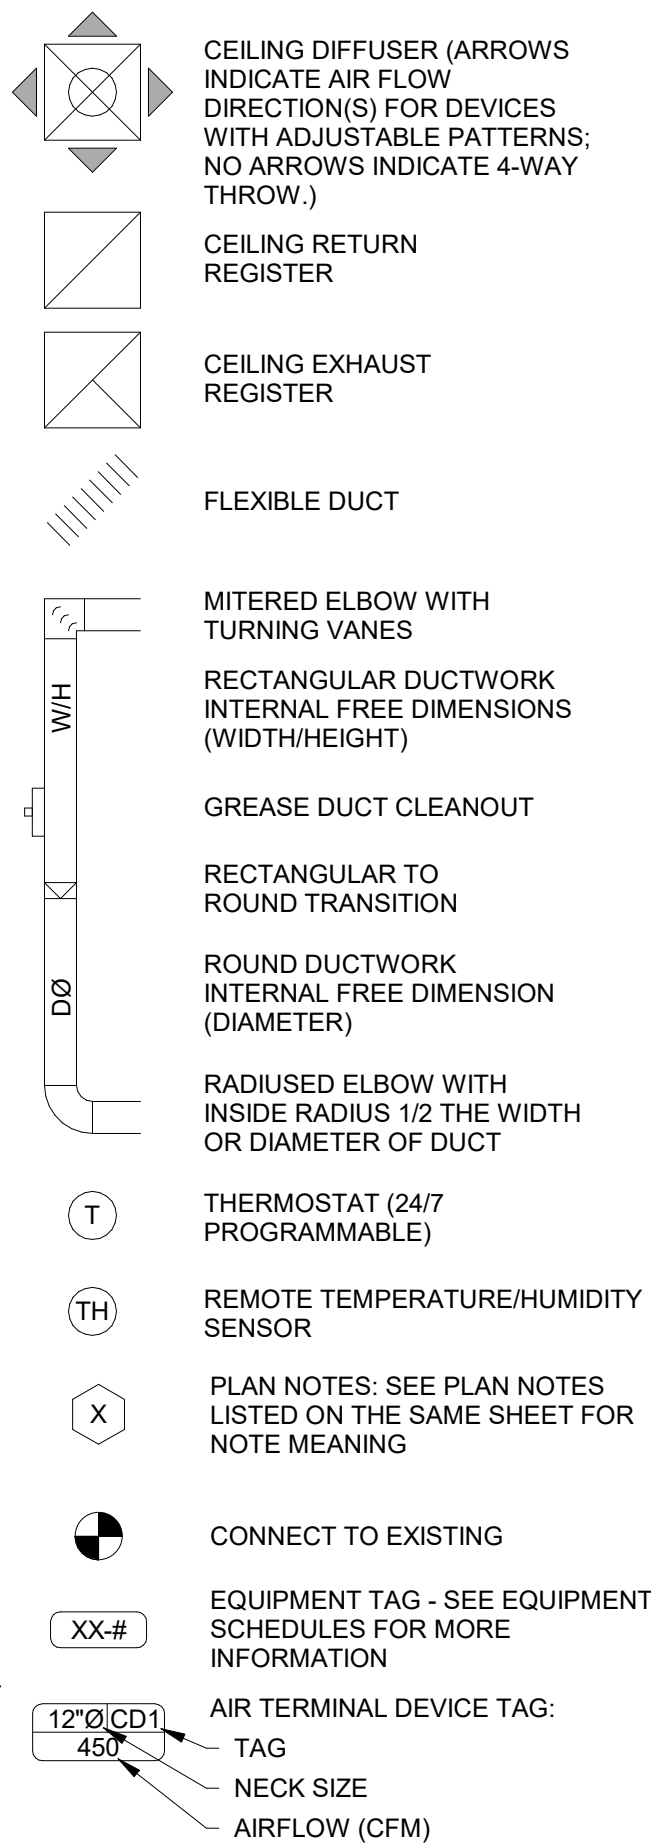 CEILING DIFFUSER (ARROWS
INDICATE AIR FLOW
DIRECTION(S) FOR DEVICES
WITH ADJUSTABLE PATTERNS;
NO ARROWS INDICATE 4-WAY
THROW.)
CEILING RETURN
REGISTER
CEILING EXHAUST
REGISTER
FLEXIBLE DUCT
MITERED ELBOW WITH
TURNING VANES
W/H
RECTANGULAR DUCTWORK
INTERNAL FREE DIMENSIONS
(WIDTH/HEIGHT)
GREASE DUCT CLEANOUT
RECTANGULAR TO
ROUND TRANSITION
DØ
ROUND DUCTWORK
INTERNAL FREE DIMENSION
(DIAMETER)
RADIUSED ELBOW WITH
INSIDE RADIUS 1/2 THE WIDTH
OR DIAMETER OF DUCT
T
THERMOSTAT (24/7
PROGRAMMABLE)
TH
REMOTE TEMPERATURE/HUMIDITY
SENSOR
X
PLAN NOTES: SEE PLAN NOTES
LISTED ON THE SAME SHEET FOR
NOTE MEANING
CONNECT TO EXISTING
XX-#
EQUIPMENT TAG - SEE EQUIPMENT
SCHEDULES FOR MORE
INFORMATION
12"Ø CD1
450
AIR TERMINAL DEVICE TAG:
TAG
NECK SIZE
AIRFLOW (CFM)